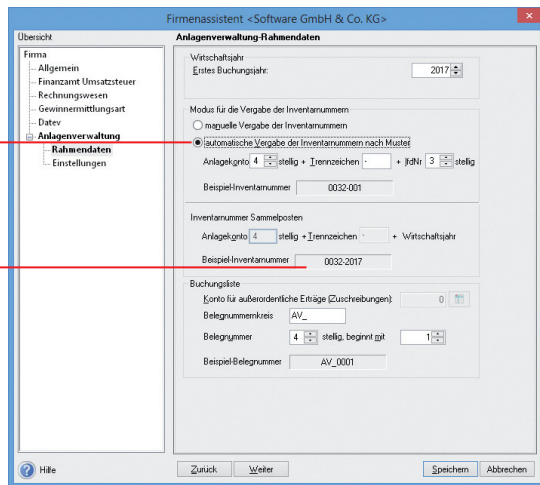 Firmenassistent <Software GmbH & Co. KG>
Übersicht
Firma
Allgemein
Finanzamt Umsatzsteuer
Rechnungswesen
Gewinnermittlungsart
Datev
Anlagenverwaltung
Rahmendaten
Einstellungen
Anlagenverwaltung-Rahmendaten
Wirtschaftsjahr
Erstes Buchungsjahr: 2017
Modus für die Vergabe der Inventarnummern
manuelle Vergabe der Inventarnummern
automatische Vergabe der Inventarnummern nach Muster
Anlagekonto 4 stellig + Trennzeichen - + lfdNr 3 stellig
Beispiel-Inventarnummer 0032-001
Inventarnummer Sammelposten
Anlagekonto 4 stellig + Trennzeichen - + Wirtschaftsjahr
Beispiel-Inventarnummer 0032-2017
Buchungsliste
Konto für außerordentliche Erträge (Zuschreibungen): 0
Belegnummernkreis AV_
Belegnummer 4 stellig, beginnt mit 1
Beispiel-Belegnummer AV_0001
Hilfe Zurück Weiter Speichern Abbrechen